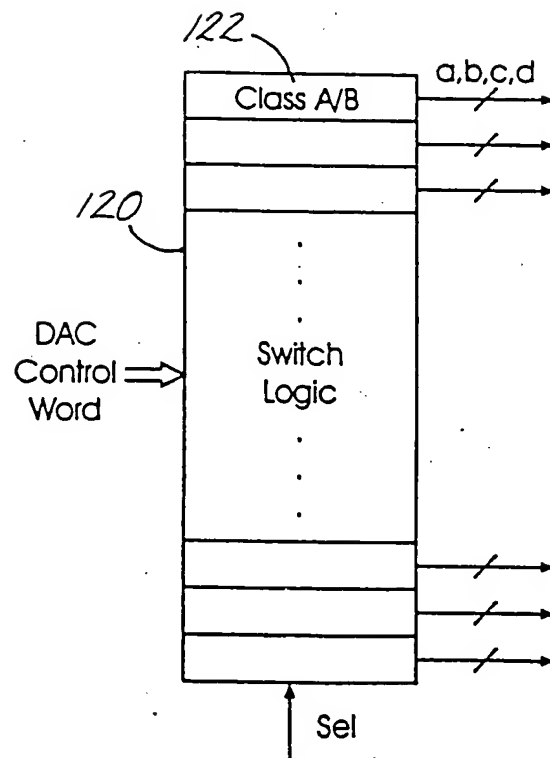 122
a,b,c,d
Class A/B
120
DAC
Control
Word
Switch
Logic
Sel